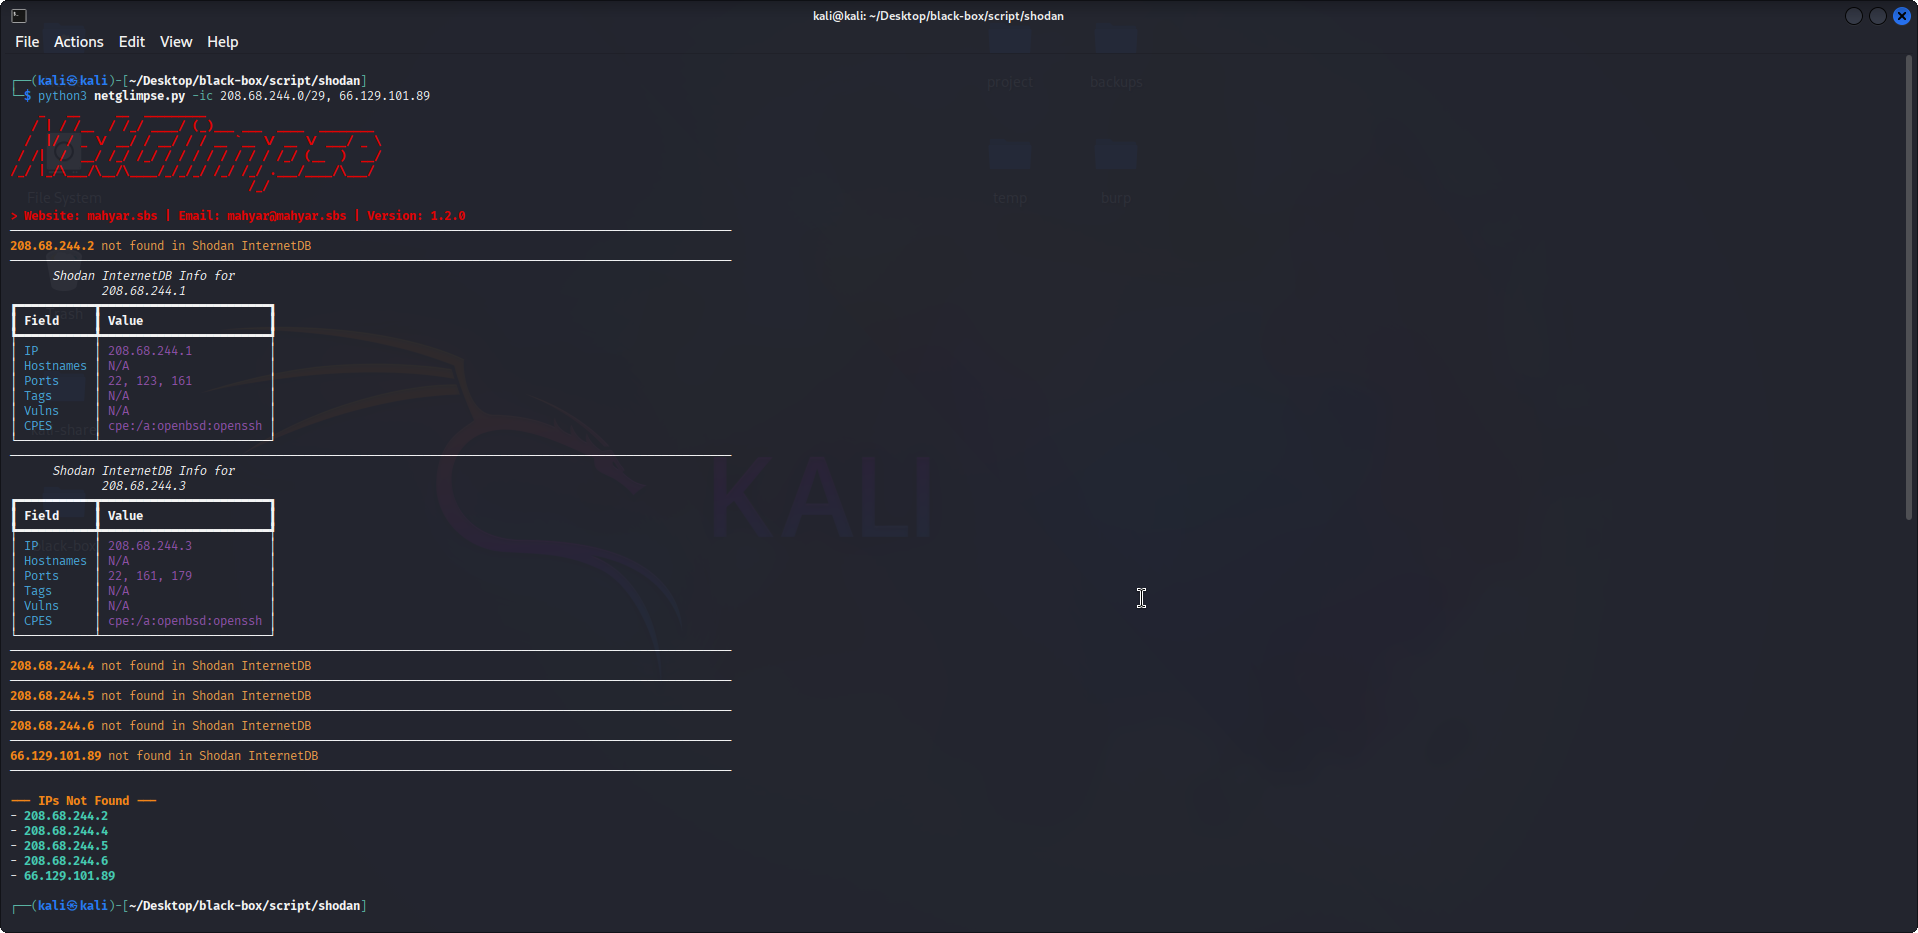 kali@kali: ~/Desktop/black-box/script/shodan
File Actions Edit View Help
┌──(kali㉿kali)-[~/Desktop/black-box/script/shodan]
└─$ python3 netglimpse.py -ic 208.68.244.0/29, 66.129.101.89
NetGlimpse
> Website: mahyar.sbs | Email: mahyar@mahyar.sbs | Version: 1.2.0
208.68.244.2 not found in Shodan InternetDB
Shodan InternetDB Info for
208.68.244.1
Field Value
IP 208.68.244.1
Hostnames N/A
Ports 22, 123, 161
Tags N/A
Vulns N/A
CPES cpe:/a:openbsd:openssh
Shodan InternetDB Info for
208.68.244.3
Field Value
IP 208.68.244.3
Hostnames N/A
Ports 22, 161, 179
Tags N/A
Vulns N/A
CPES cpe:/a:openbsd:openssh
208.68.244.4 not found in Shodan InternetDB
208.68.244.5 not found in Shodan InternetDB
208.68.244.6 not found in Shodan InternetDB
66.129.101.89 not found in Shodan InternetDB
── IPs Not Found ──
- 208.68.244.2
- 208.68.244.4
- 208.68.244.5
- 208.68.244.6
- 66.129.101.89
┌──(kali㉿kali)-[~/Desktop/black-box/script/shodan]
project
backups
File System
temp
burp
KALI